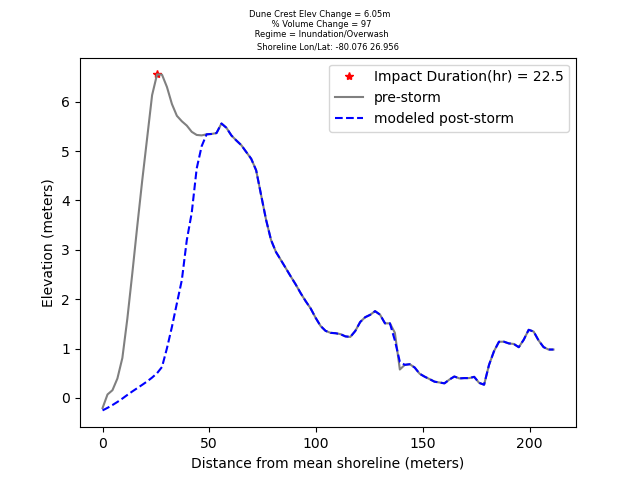 Dune Crest Elev Change = 6.05m
% Volume Change = 97
Regime = Inundation/Overwash
Shoreline Lon/Lat: -80.076 26.956
Impact Duration(hr) = 22.5
pre-storm
modeled post-storm
6
5
4
3
2
1
0
Elevation (meters)
0 50 100 150 200
Distance from mean shoreline (meters)